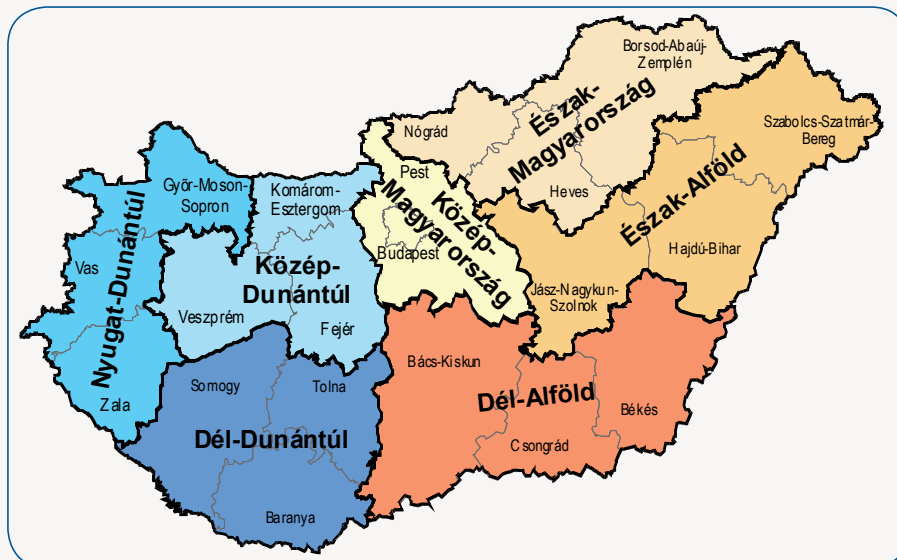 Borsod-Abaúj-
Zemplén
Észak-
Magyarország
Nógrád
Heves
Szabolcs-Szatmár-
Bereg
Észak-Alföld
Hajdú-Bihar
Jász-Nagykun-
Szolnok
Pest
Közép-
Magyarország
Budapest
Győr-Moson-
Sopron
Nyugat-Dunántúl
Vas
Zala
Komárom-
Esztergom
Közép-
Dunántúl
Veszprém
Fejér
Somogy
Tolna
Dél-Dunántúl
Baranya
Bács-Kiskun
Dél-Alföld
Békés
Csongrád